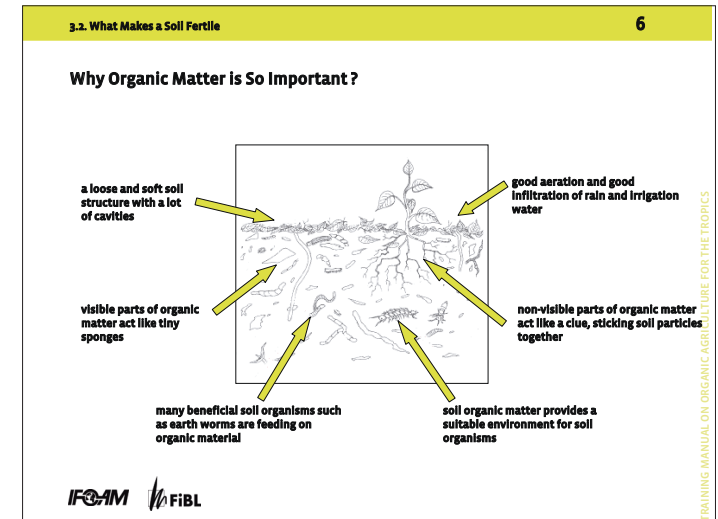 3.2. What Makes a Soil Fertile
6
Why Organic Matter is So Important ?
a loose and soft soil
structure with a lot
of cavities
good aeration and good
infiltration of rain and irrigation
water
visible parts of organic
matter act like tiny
sponges
non-visible parts of organic matter
act like a clue, sticking soil particles
together
many beneficial soil organisms such
as earth worms are feeding on
organic material
soil organic matter provides a
suitable environment for soil
organisms
TRAINING MANUAL ON ORGANIC AGRICULTURE FOR THE TROPICS
IFOAM
FiBL